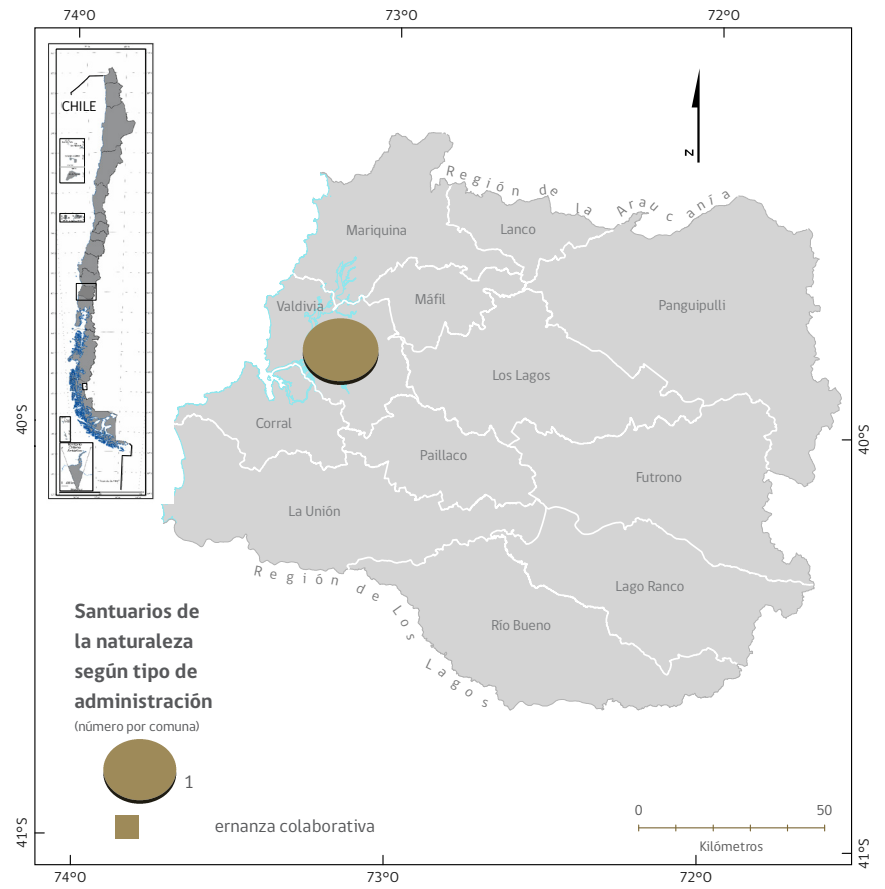 74°O 73°O 72°O
CHILE
N
Región de la Araucanía
Mariquina
Lanco
Valdivia
Máfil
Panguipulli
Los Lagos
40°S
40°S
Corral
Paillaco
Futrono
La Unión
Región de Los Lagos
Lago Ranco
Río Bueno
Santuarios de
la naturaleza
según tipo de
administración
(número por comuna)
1
ernanza colaborativa
0 50
Kilómetros
41°S
41°S
74°O 73°O 72°O